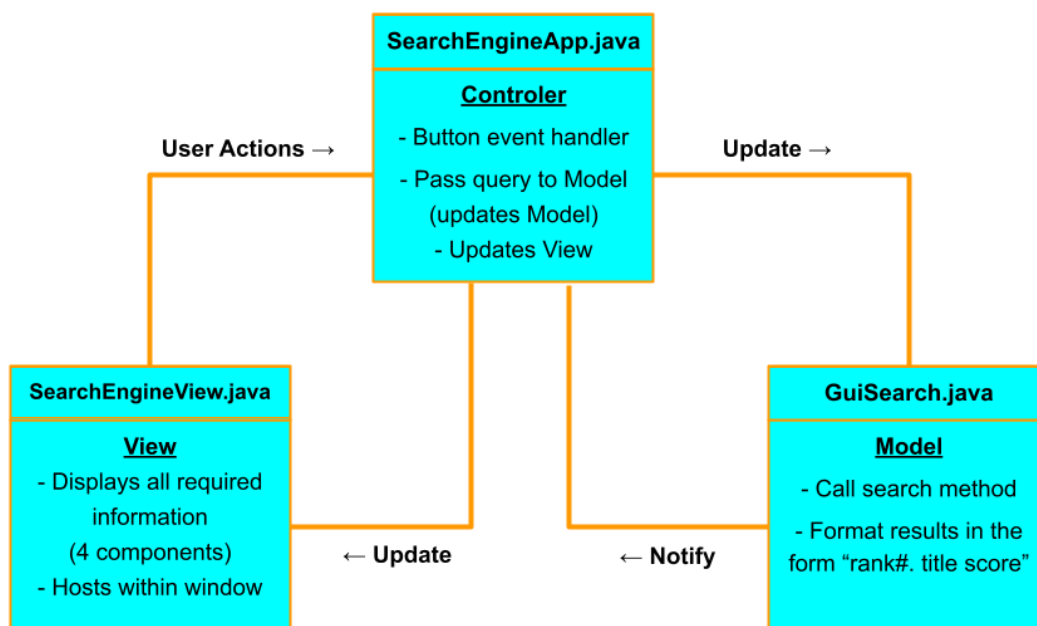 SearchEngineApp.java
Controler
- Button event handler
- Pass query to Model
(updates Model)
- Updates View
User Actions →
Update →
SearchEngineView.java
View
- Displays all required
information
(4 components)
- Hosts within window
← Update
← Notify
GuiSearch.java
Model
- Call search method
- Format results in the
form “rank#. title score”